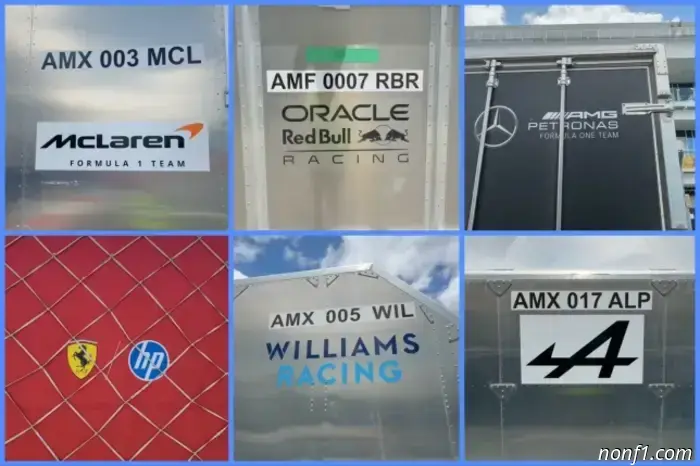 AMX 003 MCL
McLaren
FORMULA 1 TEAM
AMF 0007 RBR
ORACLE
Red Bull
RACING
AMG
PETRONAS
FORMULA ONE TEAM
hp
AMX 005 WIL
WILLIAMS
RACING
AMX 017 ALP
A
nonf1.com